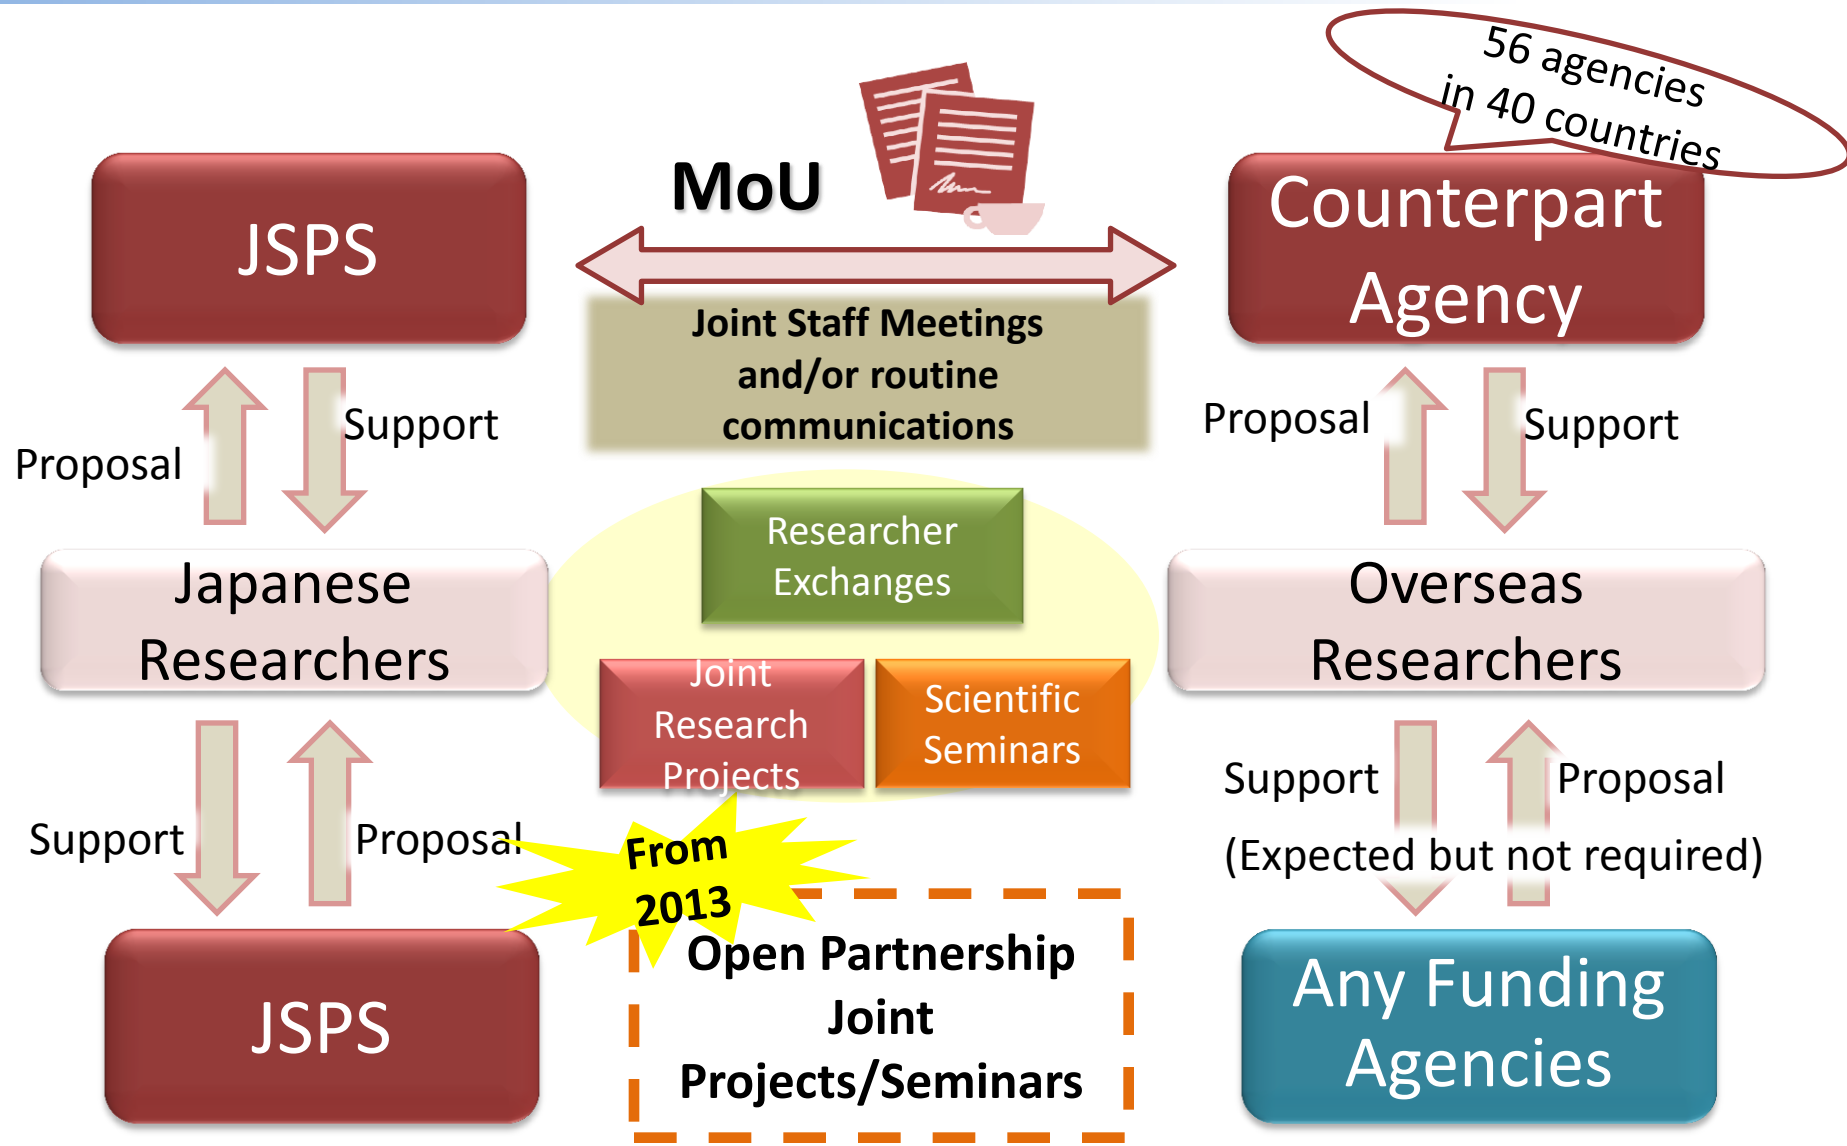 56 agencies
in 40 countries
MoU
JSPS
Counterpart
Agency
Joint Staff Meetings
and/or routine
communications
Proposal
Support
Proposal
Support
Researcher
Exchanges
Japanese
Researchers
Overseas
Researchers
Joint
Research
Projects
Scientific
Seminars
Support
Proposal
Support
Proposal
(Expected but not required)
From
2013
Open Partnership
Joint
Projects/Seminars
JSPS
Any Funding
Agencies